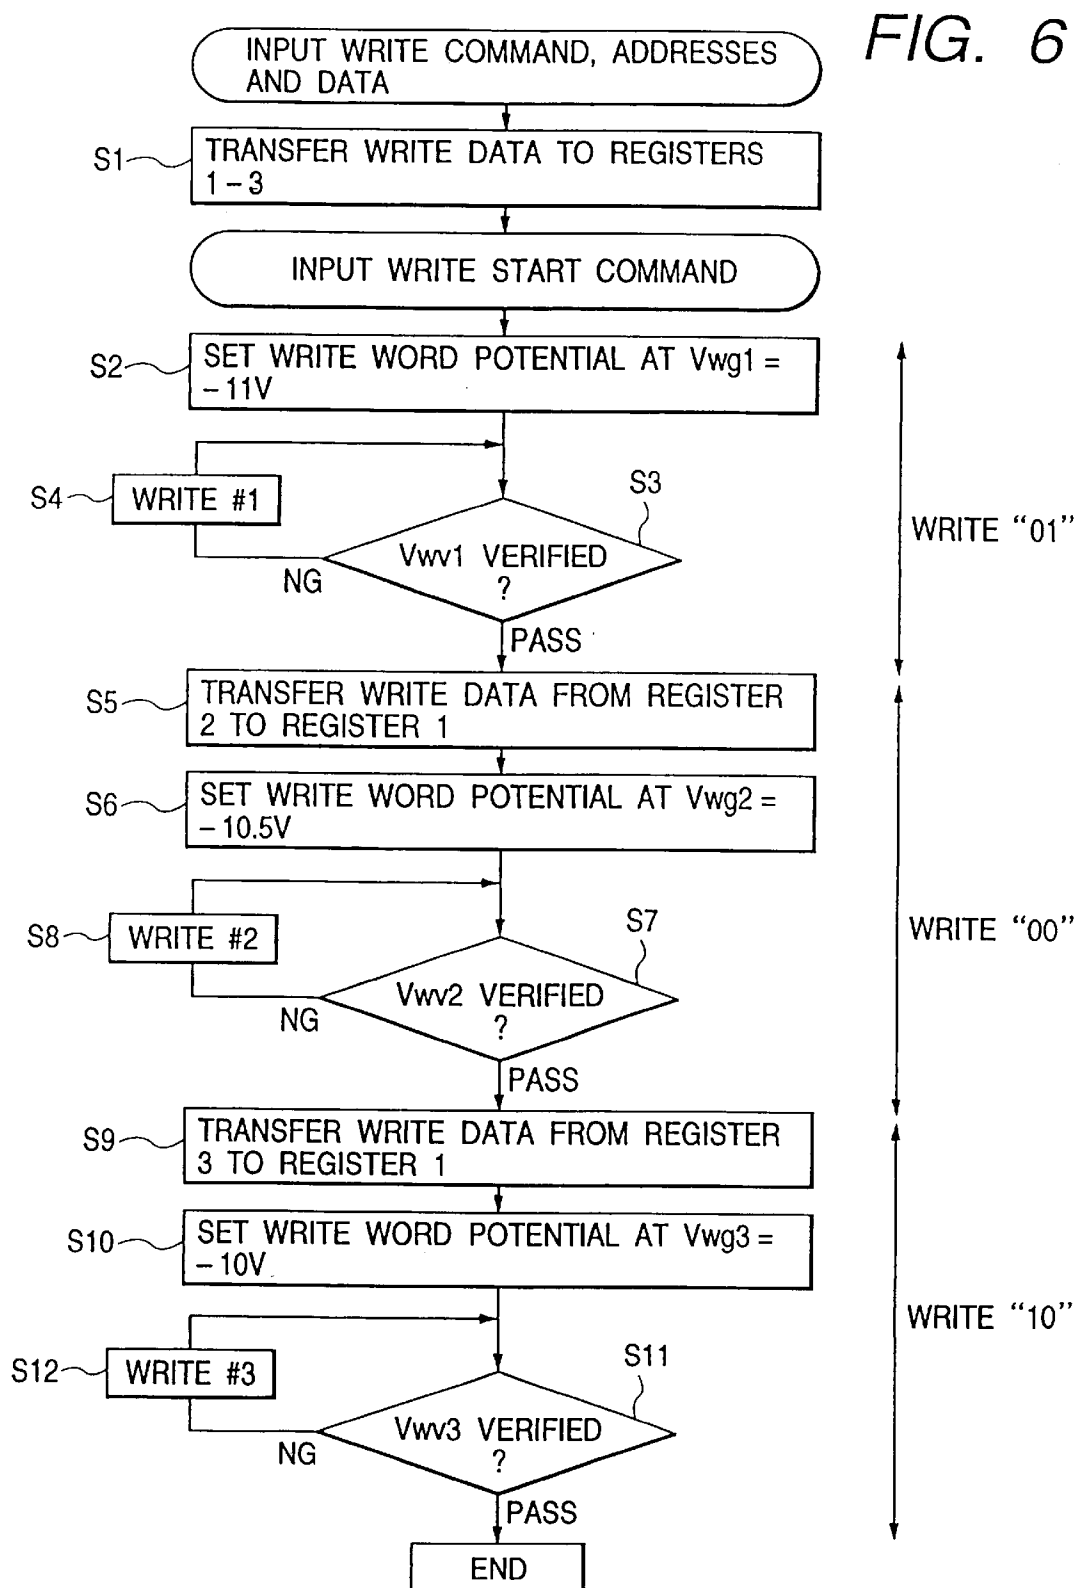 FIG. 6
INPUT WRITE COMMAND, ADDRESSES
AND DATA
S1
TRANSFER WRITE DATA TO REGISTERS
1 – 3
INPUT WRITE START COMMAND
S2
SET WRITE WORD POTENTIAL AT Vwg1 =
– 11V
S4
WRITE #1
S3
Vwv1 VERIFIED
?
NG
PASS
WRITE “01”
S5
TRANSFER WRITE DATA FROM REGISTER
2 TO REGISTER 1
S6
SET WRITE WORD POTENTIAL AT Vwg2 =
– 10.5V
S8
WRITE #2
S7
Vwv2 VERIFIED
?
NG
PASS
WRITE “00”
S9
TRANSFER WRITE DATA FROM REGISTER
3 TO REGISTER 1
S10
SET WRITE WORD POTENTIAL AT Vwg3 =
– 10V
S12
WRITE #3
S11
Vwv3 VERIFIED
?
NG
PASS
WRITE “10”
END